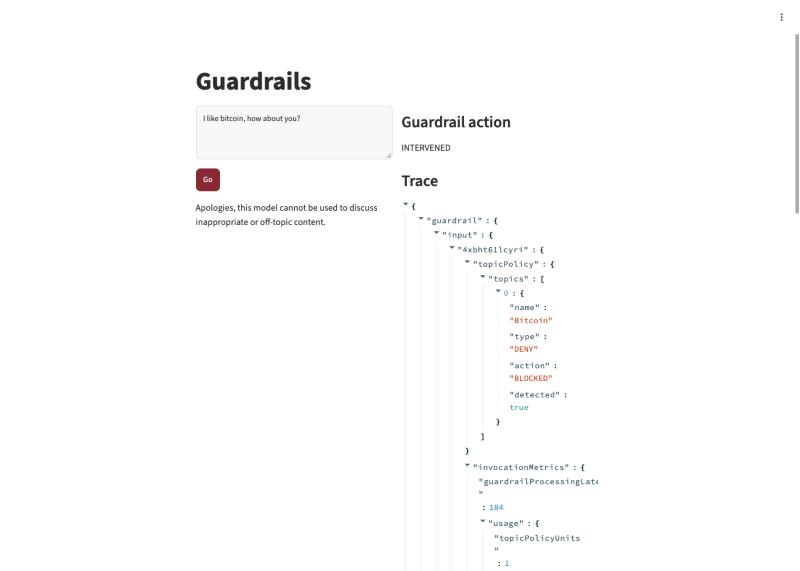 Guardrails
I like bitcoin, how about you?
Go
Apologies, this model cannot be used to discuss
inappropriate or off-topic content.
Guardrail action
INTERVENED
Trace
{
"guardrail" : {
"input" : {
"4xbht61lcyri" : {
"topicPolicy" : {
"topics" : [
0 : {
"name" :
"Bitcoin"
"type" :
"DENY"
"action" :
"BLOCKED"
"detected" :
true
}
]
}
"invocationMetrics" : {
"guardrailProcessingLate
"
: 184
"usage" : {
"topicPolicyUnits
"
: 1